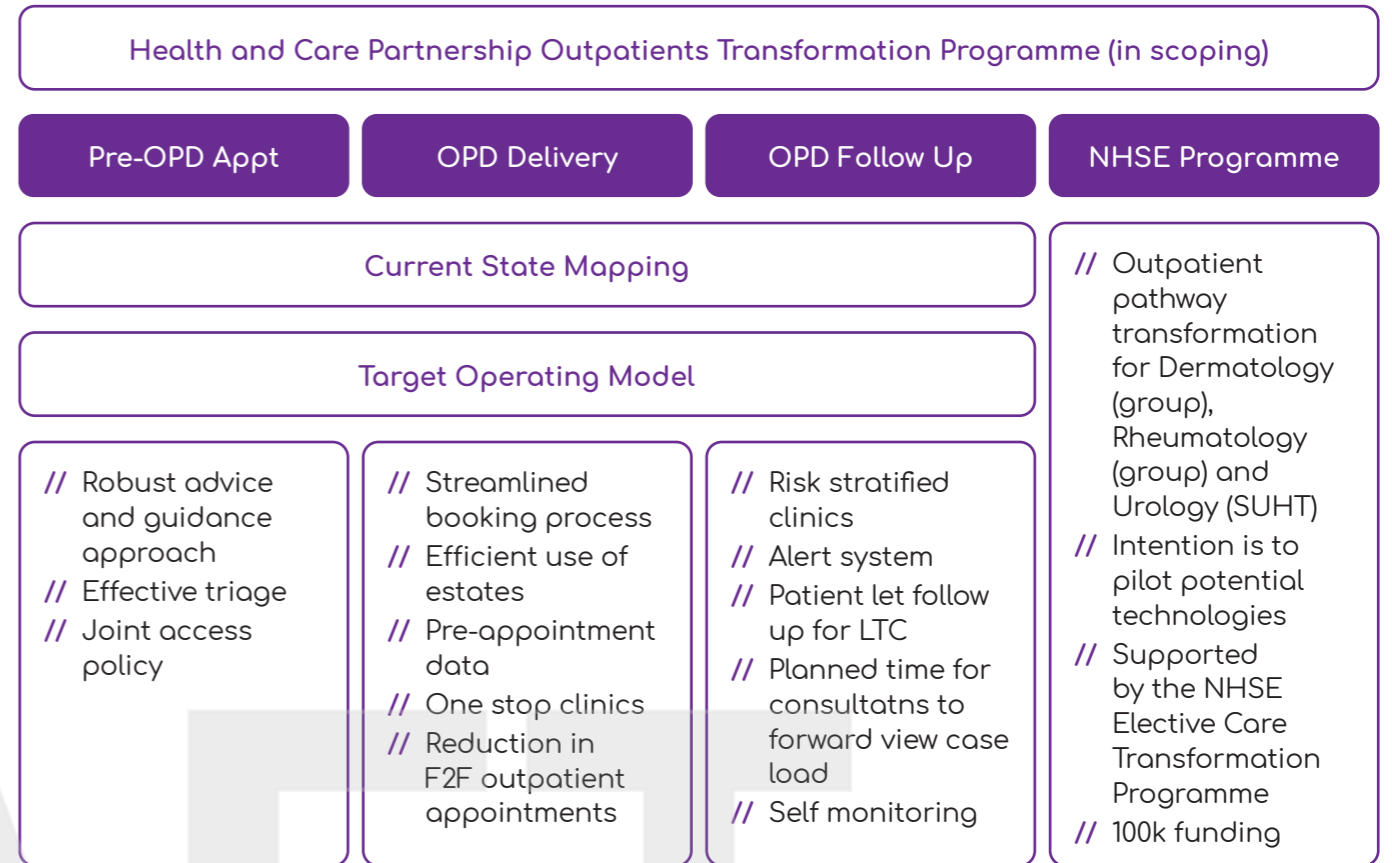 Health and Care Partnership Outpatients Transformation Programme (in scoping)
Pre-OPD Appt
OPD Delivery
OPD Follow Up
NHSE Programme
Current State Mapping
Target Operating Model
// Robust advice
and guidance
approach
// Effective triage
// Joint access
policy
// Streamlined
booking process
// Efficient use of
estates
// Pre-appointment
data
// One stop clinics
// Reduction in
F2F outpatient
appointments
// Risk stratified
clinics
// Alert system
// Patient let follow
up for LTC
// Planned time for
consultatns to
forward view case
load
// Self monitoring
// Outpatient
pathway
transformation
for Dermatology
(group),
Rheumatology
(group) and
Urology (SUHT)
// Intention is to
pilot potential
technologies
// Supported
by the NHSE
Elective Care
Transformation
Programme
// 100k funding